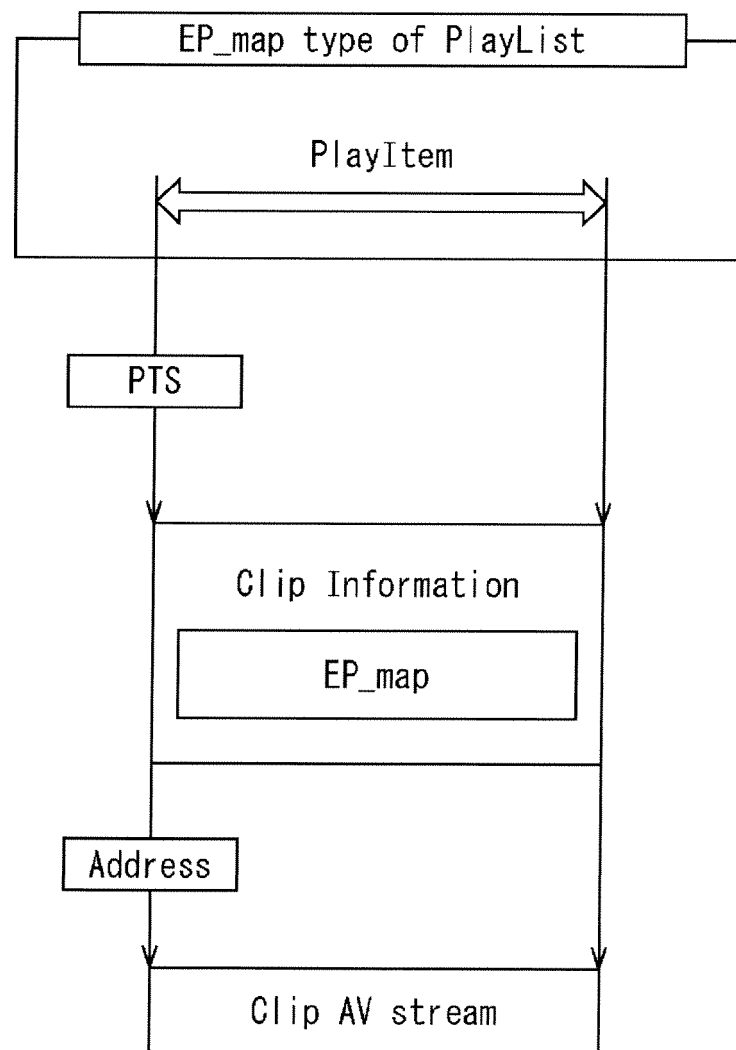 EP_map type of PlayList
PlayItem
PTS
Clip Information
EP_map
Address
Clip AV stream